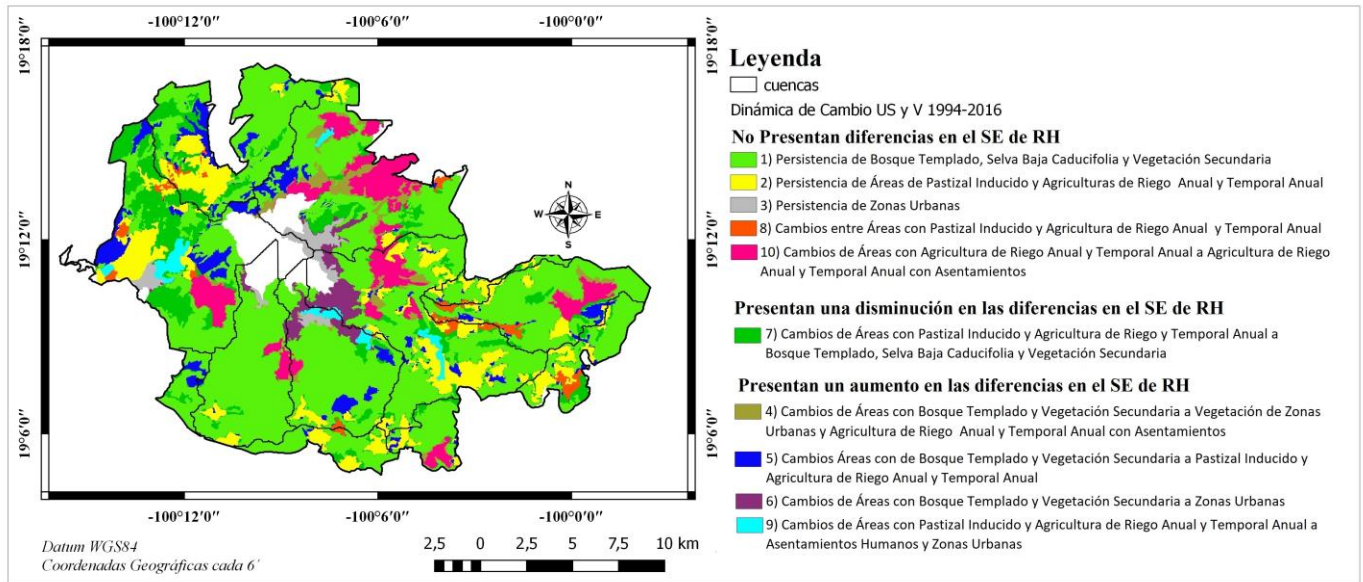 -100°12'0"
-100°6'0"
-100°0'0"
19°18'0"
19°18'0"
N
W
E
S
19°12'0"
19°12'0"
19°6'0"
19°6'0"
-100°12'0"
-100°6'0"
-100°0'0"
Datum WGS84
Coordenadas Geográficas cada 6´
2,5 0 2,5 5 7,5 10 km
Leyenda
cuencas
Dinámica de Cambio US y V 1994-2016
No Presentan diferencias en el SE de RH
1) Persistencia de Bosque Templado, Selva Baja Caducifolia y Vegetación Secundaria
2) Persistencia de Áreas de Pastizal Inducido y Agriculturas de Riego Anual y Temporal Anual
3) Persistencia de Zonas Urbanas
8) Cambios entre Áreas con Pastizal Inducido y Agricultura de Riego Anual y Temporal Anual
10) Cambios de Áreas con Agricultura de Riego Anual y Temporal Anual a Agricultura de Riego
Anual y Temporal Anual con Asentamientos
Presentan una disminución en las diferencias en el SE de RH
7) Cambios de Áreas con Pastizal Inducido y Agricultura de Riego y Temporal Anual a
Bosque Templado, Selva Baja Caducifolia y Vegetación Secundaria
Presentan un aumento en las diferencias en el SE de RH
4) Cambios de Áreas con Bosque Templado y Vegetación Secundaria a Vegetación de Zonas
Urbanas y Agricultura de Riego Anual y Temporal Anual con Asentamientos
5) Cambios Áreas con de Bosque Templado y Vegetación Secundaria a Pastizal Inducido y
Agricultura de Riego Anual y Temporal Anual
6) Cambios de Áreas con Bosque Templado y Vegetación Secundaria a Zonas Urbanas
9) Cambios de Áreas con Pastizal Inducido y Agricultura de Riego Anual y Temporal Anual a
Asentamientos Humanos y Zonas Urbanas